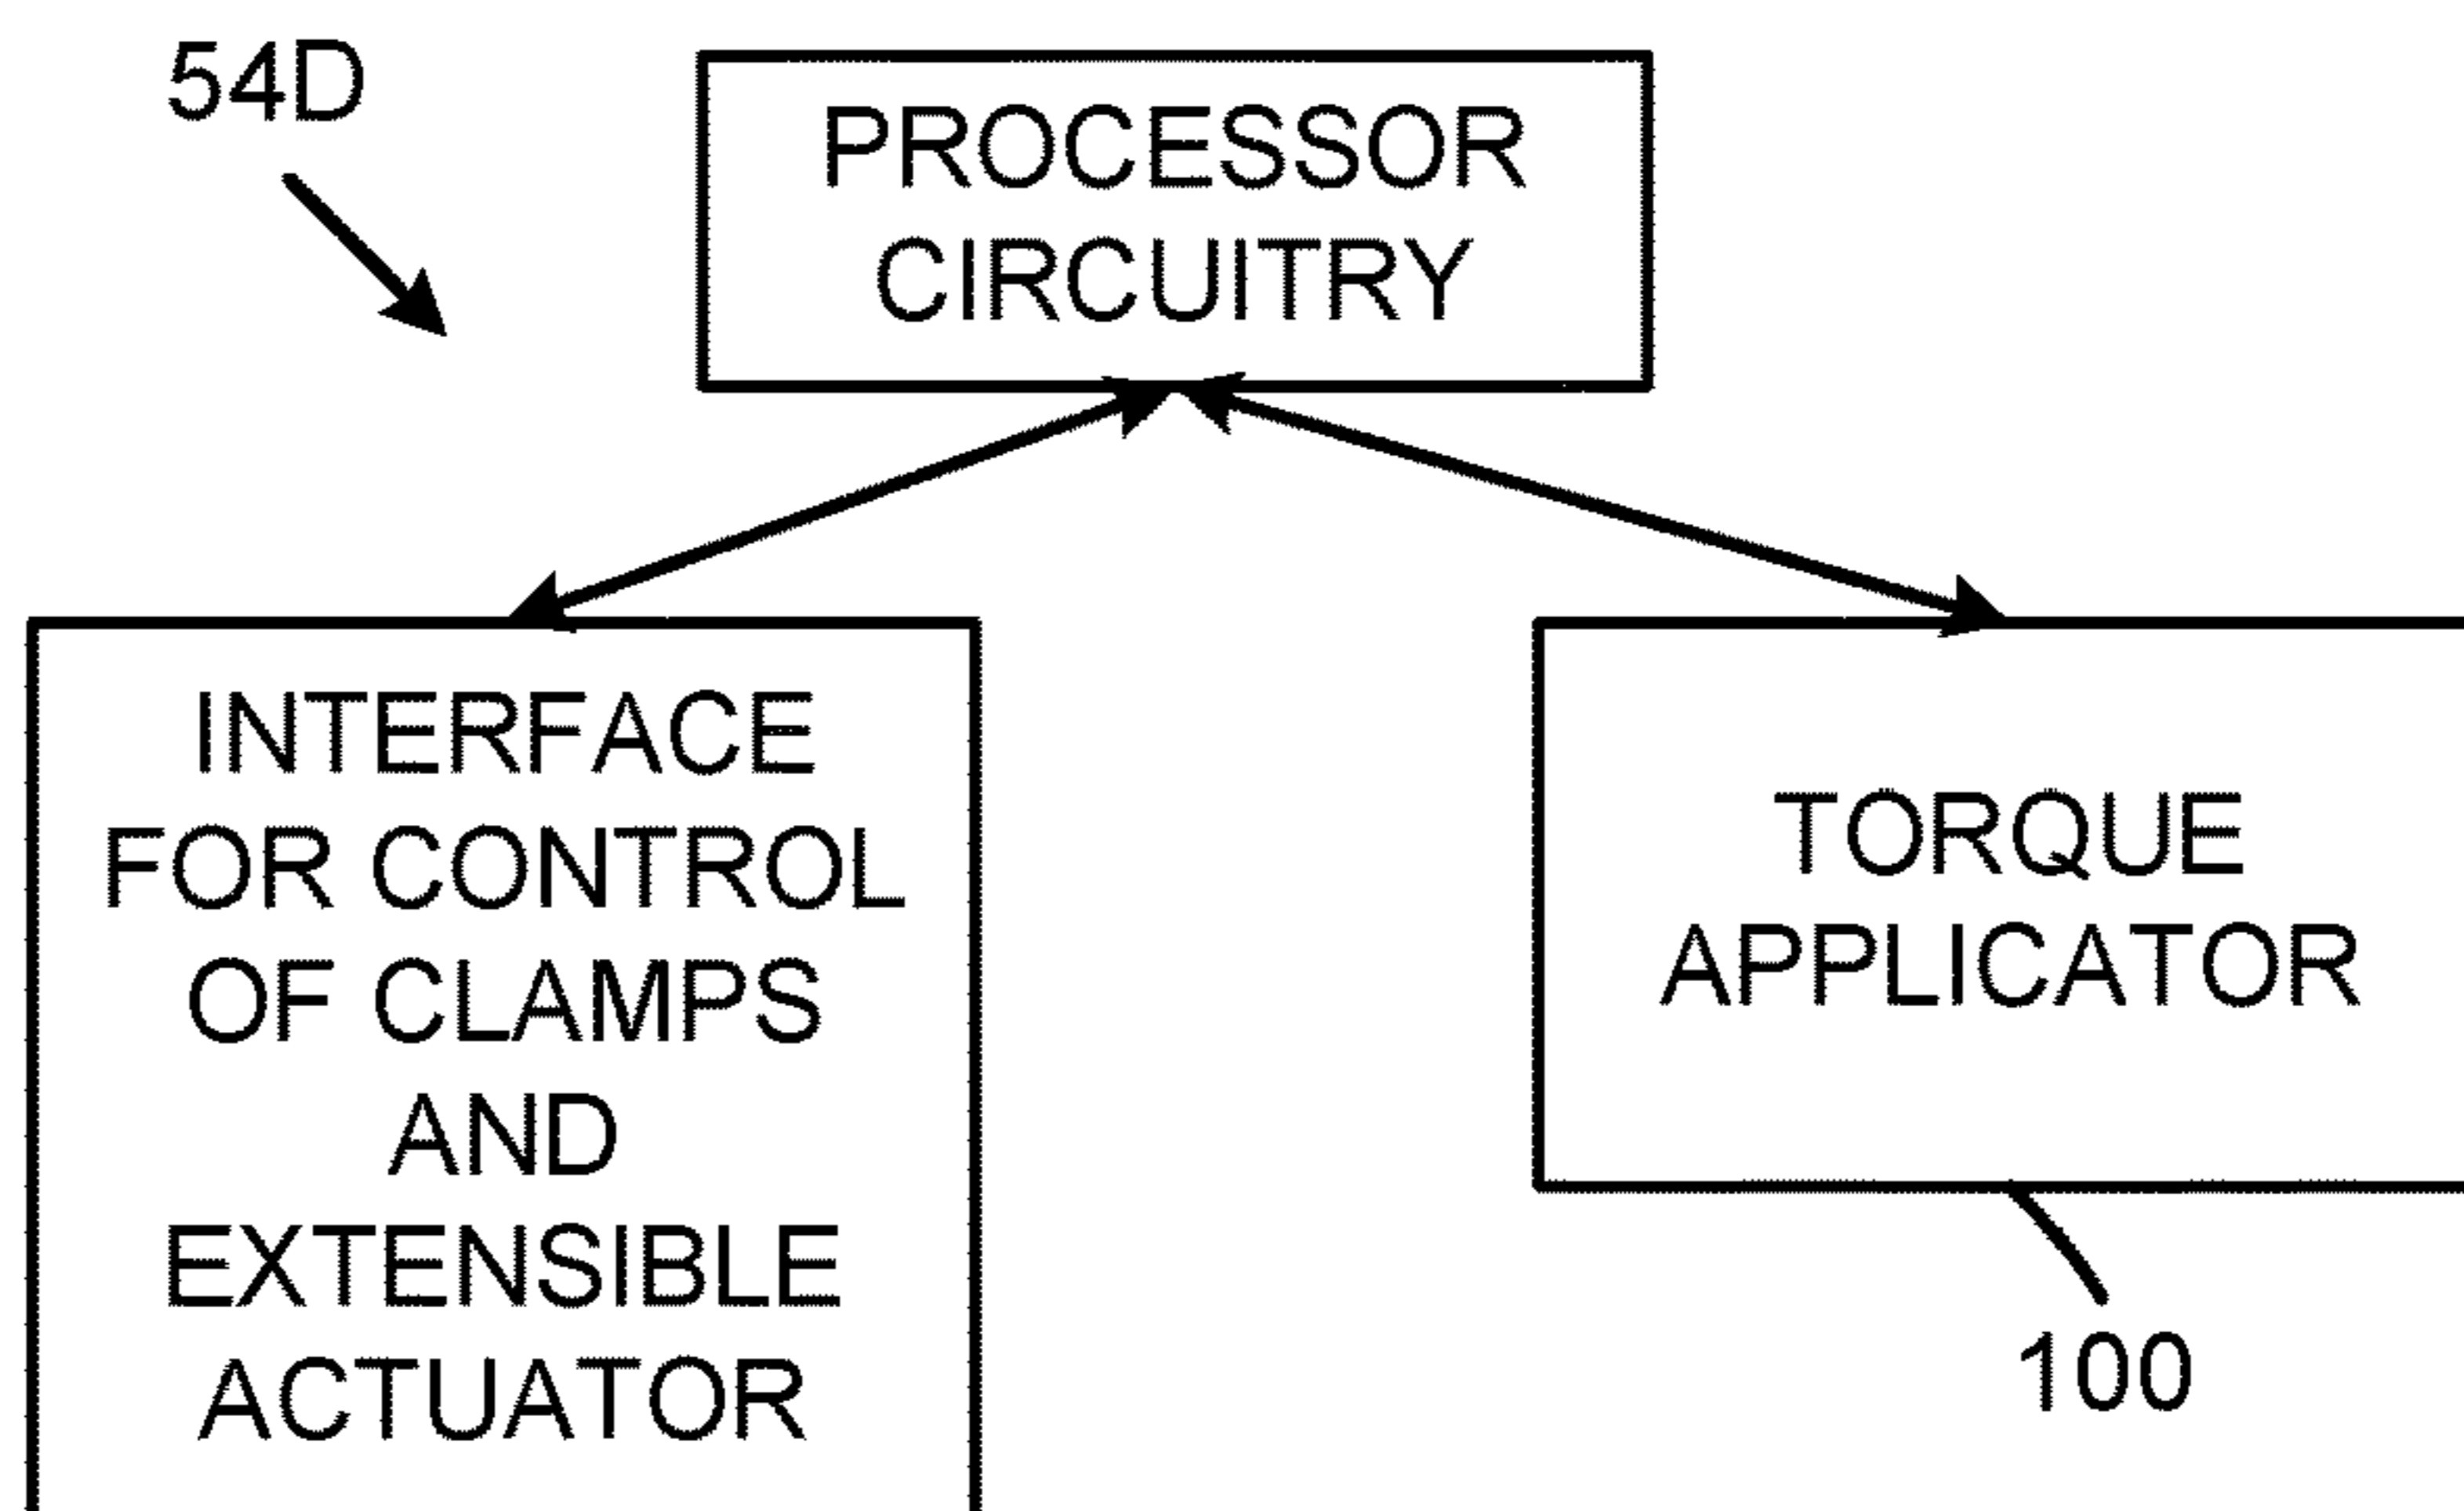 54D
PROCESSOR
CIRCUITRY
INTERFACE
FOR CONTROL
OF CLAMPS
AND
EXTENSIBLE
ACTUATOR
TORQUE
APPLICATOR
100